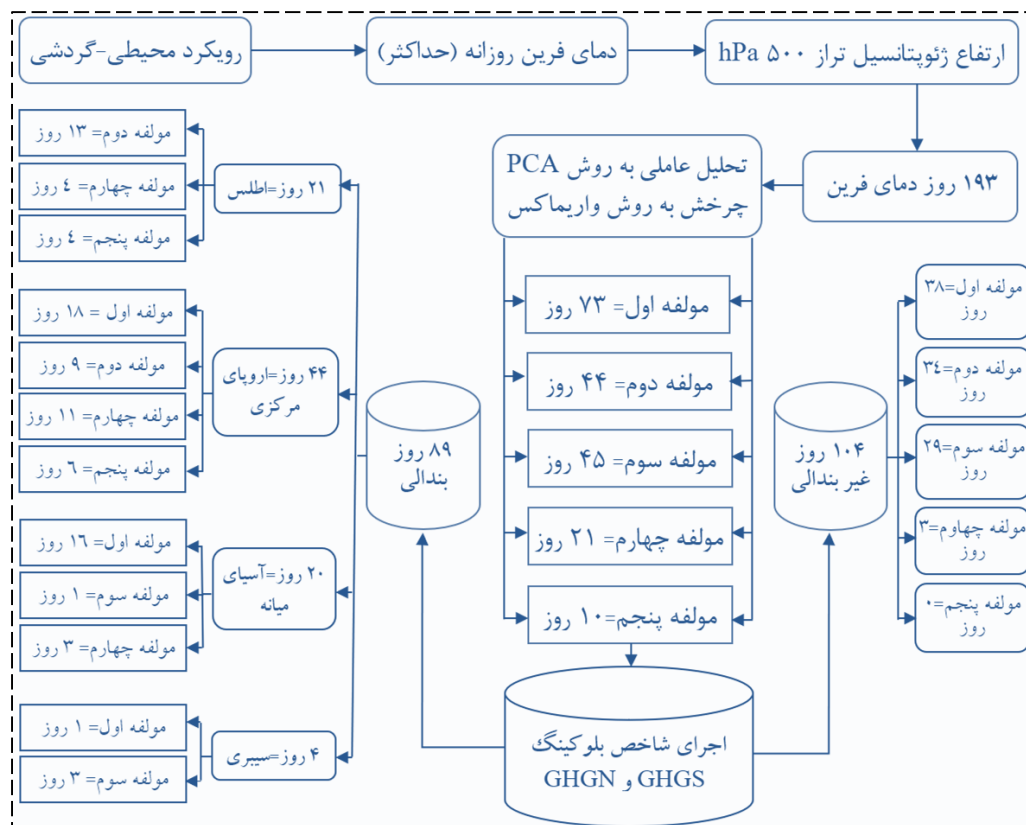 رویکرد محیطی-گردشی
دمای فرین روزانه (حداکثر)
ارتفاع ژئوپتانسیل تراز ۵۰۰ hPa
۱۹۳ روز دمای فرین
تحلیل عاملی به روش PCA
چرخش به روش واریماکس
مولفه اول= ۷۳ روز
مولفه دوم= ۴۴ روز
مولفه سوم= ۴۵ روز
مولفه چهارم= ۲۱ روز
مولفه پنجم=۱۰ روز
اجرای شاخص بلوکینگ
GHGS و GHGN
۱۰۴ روز
غیر بندالی
مولفه اول=۳۸
روز
مولفه دوم=۳٤
روز
مولفه سوم=۲۹
روز
مولفه چهاوم=۳
روز
مولفه پنجم=۰
روز
۸۹ روز
بندالی
۲۱ روز=اطلس
مولفه دوم= ۱۳ روز
مولفه چهارم= ٤ روز
مولفه پنجم= ٤ روز
۴۴ روز=اروپای
مرکزی
مولفه اول = ۱۸ روز
مولفه دوم= ۹ روز
مولفه چهارم= ۱۱ روز
مولفه پنجم= ٦ روز
۲۰ روز=آسیای
میانه
مولفه اول= ۱٦ روز
مولفه سوم= ۱ روز
مولفه چهارم= ۳ روز
۴ روز=سیبری
مولفه اول= ۱ روز
مولفه سوم= ۳ روز